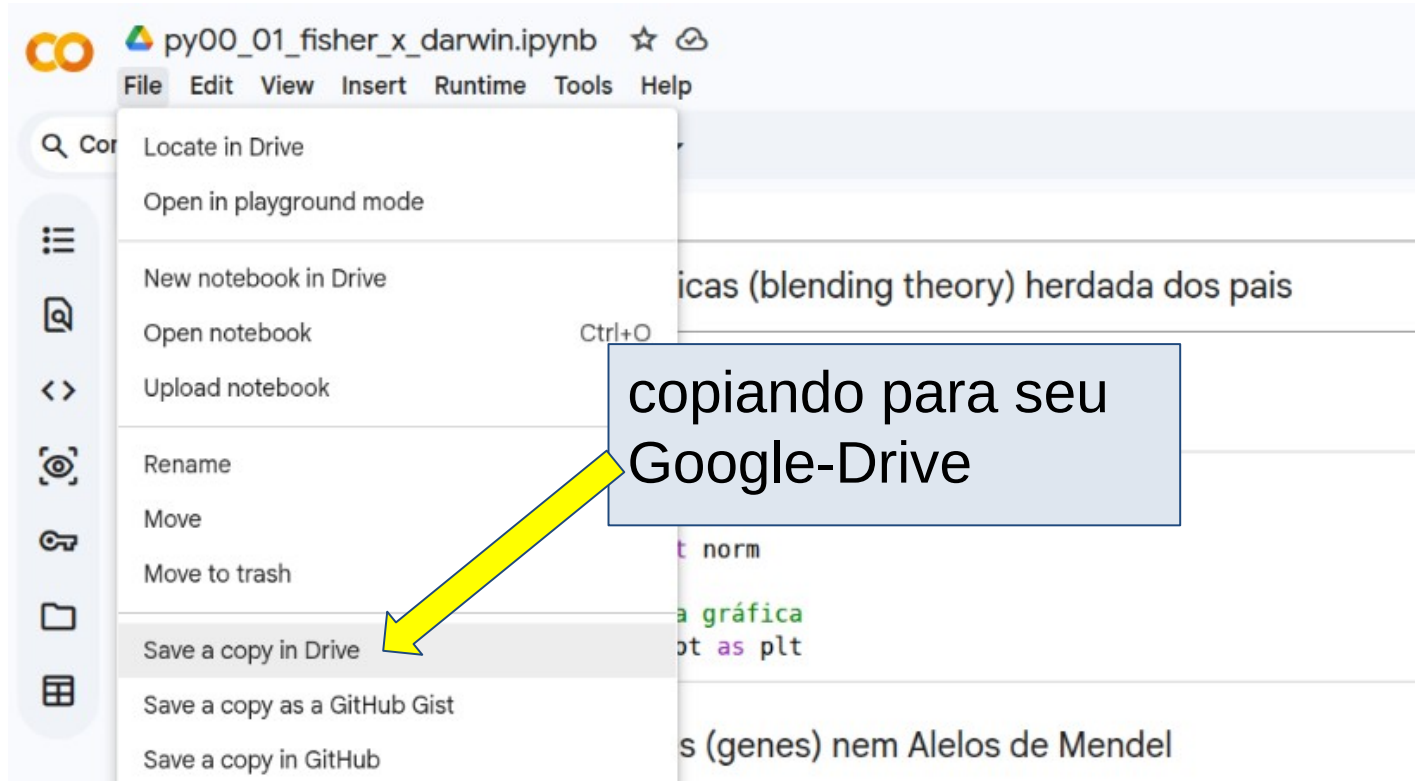 py00_01_fisher_x_darwin.ipynb
File Edit View Insert Runtime Tools Help
Locate in Drive
Open in playground mode
New notebook in Drive
icas (blending theory) herdada dos pais
Open notebook Ctrl+O
Upload notebook
copiando para seu
Google-Drive
Rename
Move
t norm
Move to trash
a gráfica
Save a copy in Drive
ot as plt
Save a copy as a GitHub Gist
s (genes) nem Alelos de Mendel
Save a copy in GitHub